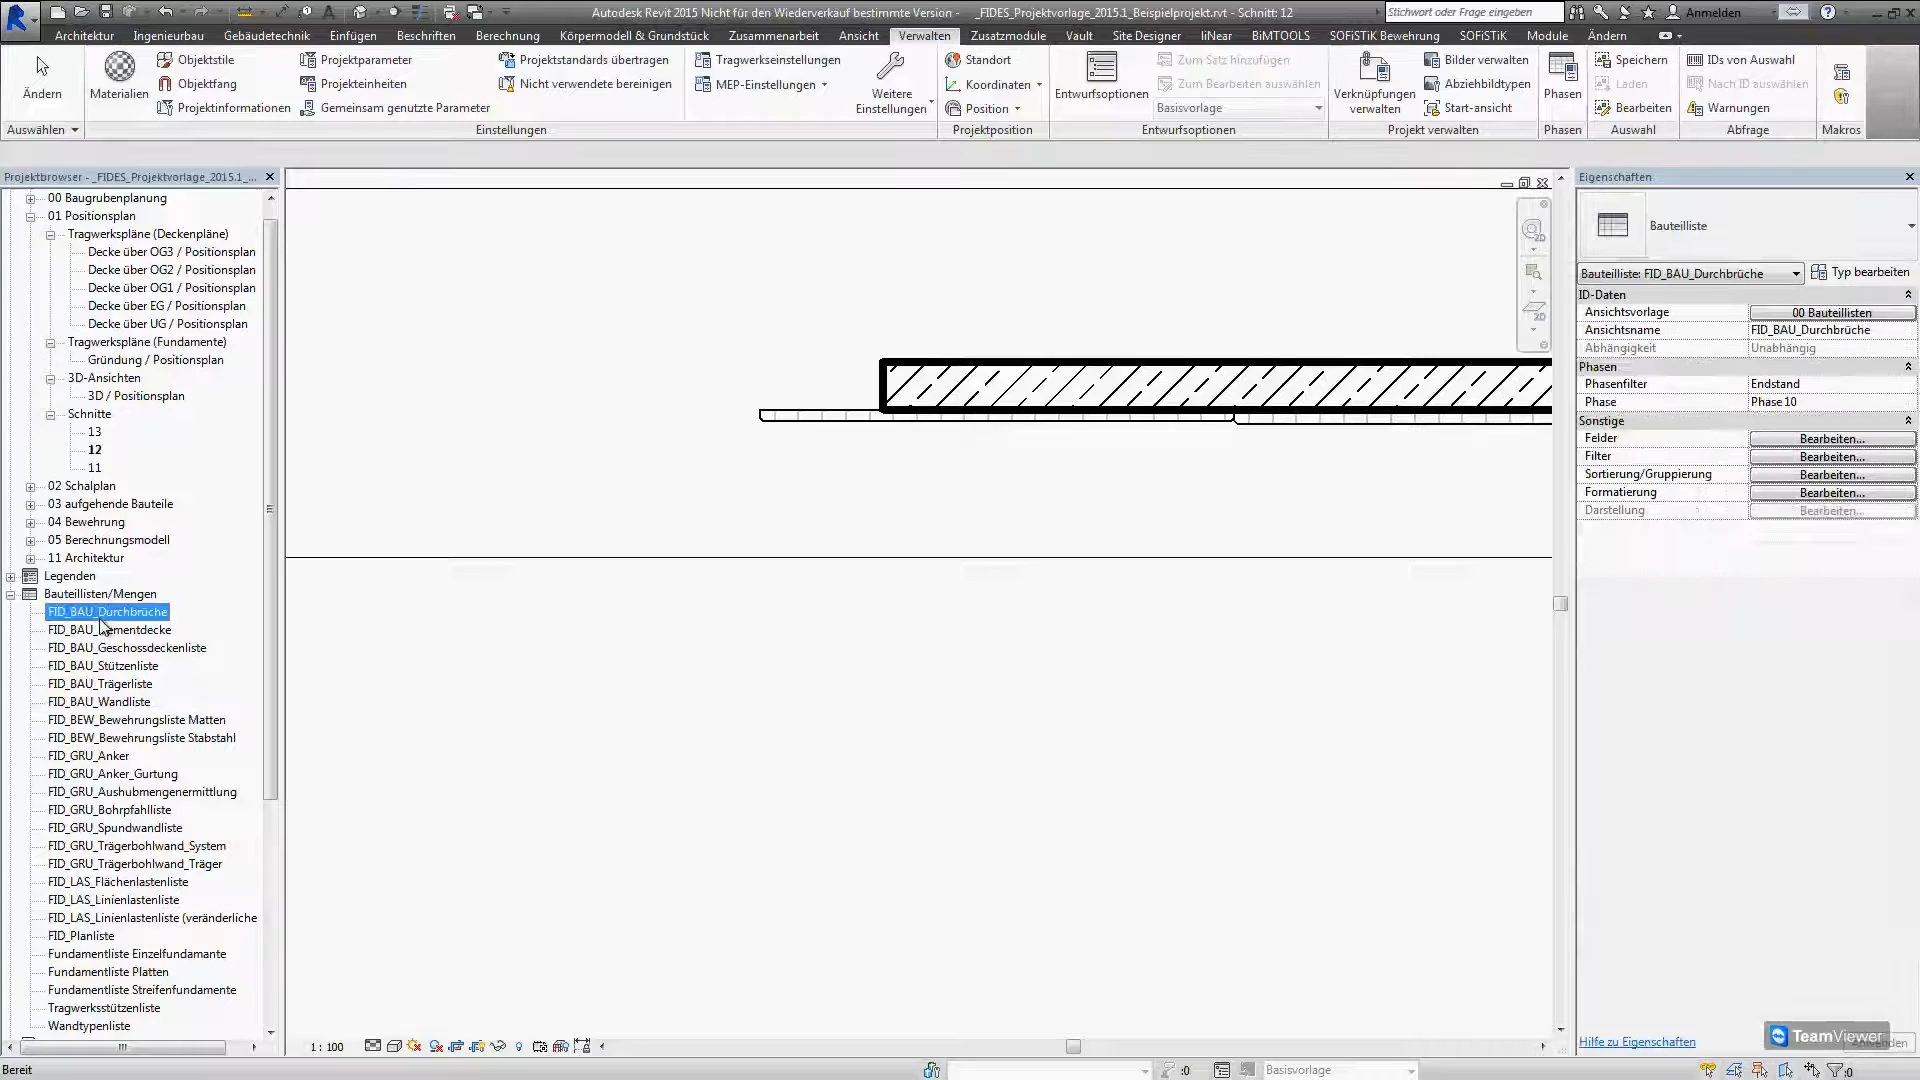 Autodesk Revit 2015 Nicht für den Wiederverkauf bestimmte Version - _FIDES_Projektvorlage_2015.1_Beispielprojekt.rvt - Schnitt: 12
Stichwort oder Frage eingeben
Anmelden
Architektur Ingenieurbau Gebäudetechnik Einfügen Beschriften Berechnung Körpermodell & Grundstück Zusammenarbeit Ansicht Verwalten Zusatzmodule Vault Site Designer liNear BiMTOOLS SOFiSTiK Bewehrung SOFiSTiK Module Ändern
Ändern
Auswählen
Materialien
Objektstile
Objektfang
Projektinformationen
Projektparameter
Projekteinheiten
Gemeinsam genutzte Parameter
Projektstandards übertragen
Nicht verwendete bereinigen
Einstellungen
Tragwerkseinstellungen
MEP-Einstellungen
Weitere
Einstellungen
Standort
Koordinaten
Position
Projektposition
Entwurfsoptionen
Zum Satz hinzufügen
Zum Bearbeiten auswählen
Basisvorlage
Entwurfsoptionen
Verknüpfungen
verwalten
Bilder verwalten
Abziehbildtypen
Start-ansicht
Projekt verwalten
Phasen
Phasen
Speichern
Laden
Bearbeiten
Auswahl
IDs von Auswahl
Nach ID auswählen
Warnungen
Abfrage
Makros
Projektbrowser - _FIDES_Projektvorlage_2015.1_...
00 Baugrubenplanung
01 Positionsplan
Tragwerkspläne (Deckenpläne)
Decke über OG3 / Positionsplan
Decke über OG2 / Positionsplan
Decke über OG1 / Positionsplan
Decke über EG / Positionsplan
Decke über UG / Positionsplan
Tragwerkspläne (Fundamente)
Gründung / Positionsplan
3D-Ansichten
3D / Positionsplan
Schnitte
13
12
11
02 Schalplan
03 aufgehende Bauteile
04 Bewehrung
05 Berechnungsmodell
11 Architektur
Legenden
Bauteillisten/Mengen
FID_BAU_Durchbrüche
FID_BAU_ ementdecke
FID_BAU_Geschossdeckenliste
FID_BAU_Stützenliste
FID_BAU_Trägerliste
FID_BAU_Wandliste
FID_BEW_Bewehrungsliste Matten
FID_BEW_Bewehrungsliste Stabstahl
FID_GRU_Anker
FID_GRU_Anker_Gurtung
FID_GRU_Aushubmengenermittlung
FID_GRU_Bohrpfahlliste
FID_GRU_Spundwandliste
FID_GRU_Trägerbohlwand_System
FID_GRU_Trägerbohlwand_Träger
FID_LAS_Flächenlastenliste
FID_LAS_Linienlastenliste
FID_LAS_Linienlastenliste (veränderliche
FID_Planliste
Fundamentliste Einzelfundamante
Fundamentliste Platten
Fundamentliste Streifenfundamente
Tragwerksstützenliste
Wandtypenliste
2D
2D
1 : 100
Eigenschaften
Bauteilliste
Bauteilliste: FID_BAU_Durchbrüche
Typ bearbeiten
ID-Daten
Ansichtsvorlage 00 Bauteillisten
Ansichtsname FID_BAU_Durchbrüche
Abhängigkeit Unabhängig
Phasen
Phasenfilter Endstand
Phase Phase 10
Sonstige
Felder Bearbeiten...
Filter Bearbeiten...
Sortierung/Gruppierung Bearbeiten...
Formatierung Bearbeiten...
Darstellung Bearbeiten...
Hilfe zu Eigenschaften
TeamViewer
Bereit
:0
Basisvorlage
:0